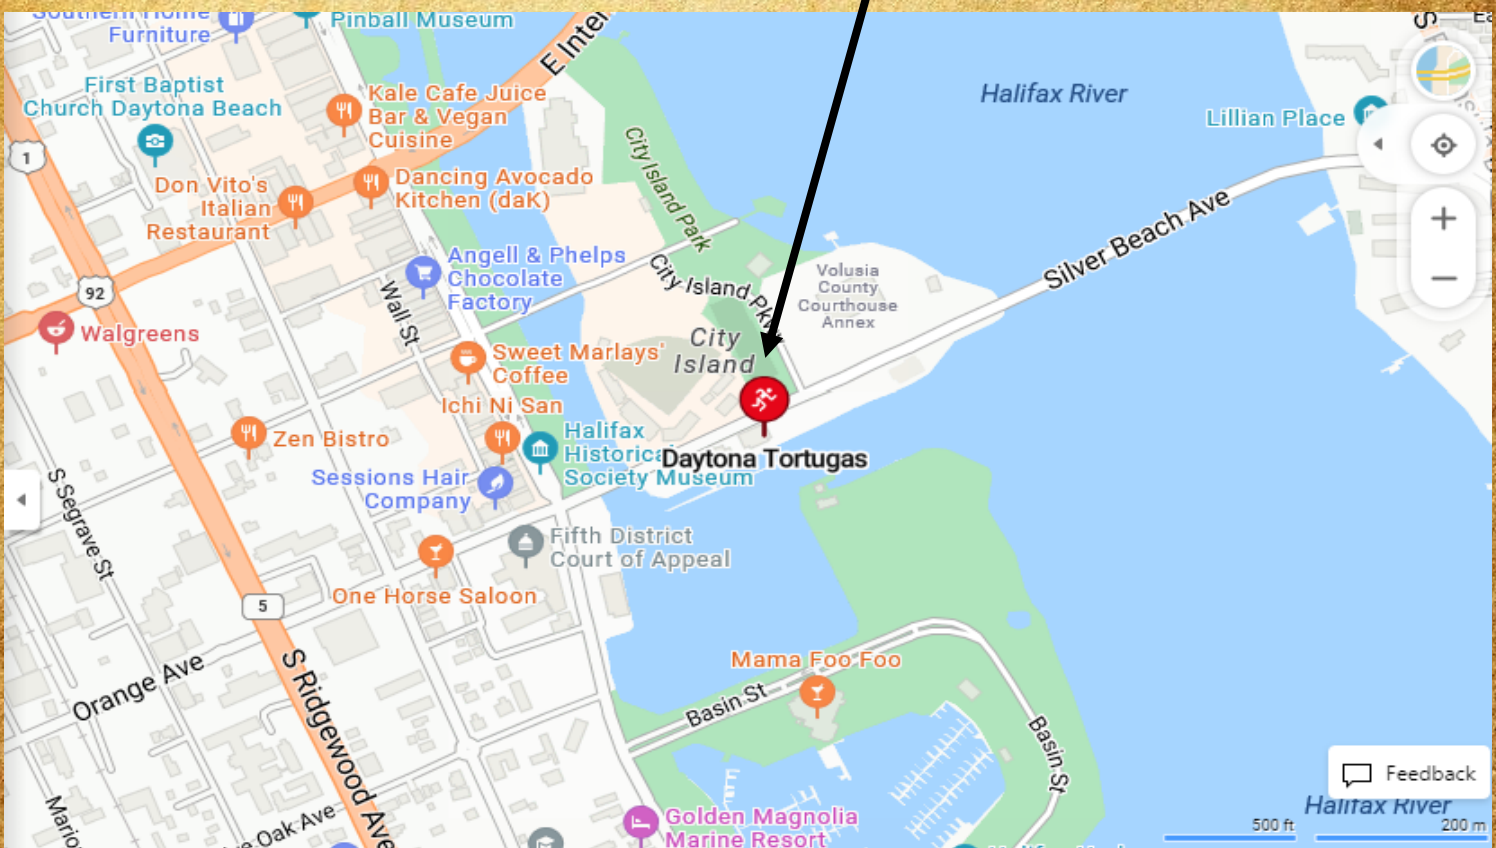 Southern Home
Furniture
Pinball Museum
E Inter
S
Ea
First Baptist
Church Daytona Beach
Kale Cafe Juice
Bar & Vegan
Cuisine
Halifax River
Lillian Place
1
Don Vito's
Italian
Restaurant
Dancing Avocado
Kitchen (daK)
City Island Park
Silver Beach Ave
Angell & Phelps
Chocolate
Factory
City Island Pkwy
Volusia
County
Courthouse
Annex
92
Wall St
Walgreens
City
Island
Sweet Marlays'
Coffee
Ichi Ni San
Zen Bistro
Halifax
Historical
Society Museum
Daytona Tortugas
Sessions Hair
Company
S Segrave St
Fifth District
Court of Appeal
One Horse Saloon
5
Orange Ave
S Ridgewood Ave
Mama Foo Foo
Basin St
Basin St
Feedback
Halifax River
500 ft
200 m
Oak Ave
Golden Magnolia
Marine Resort